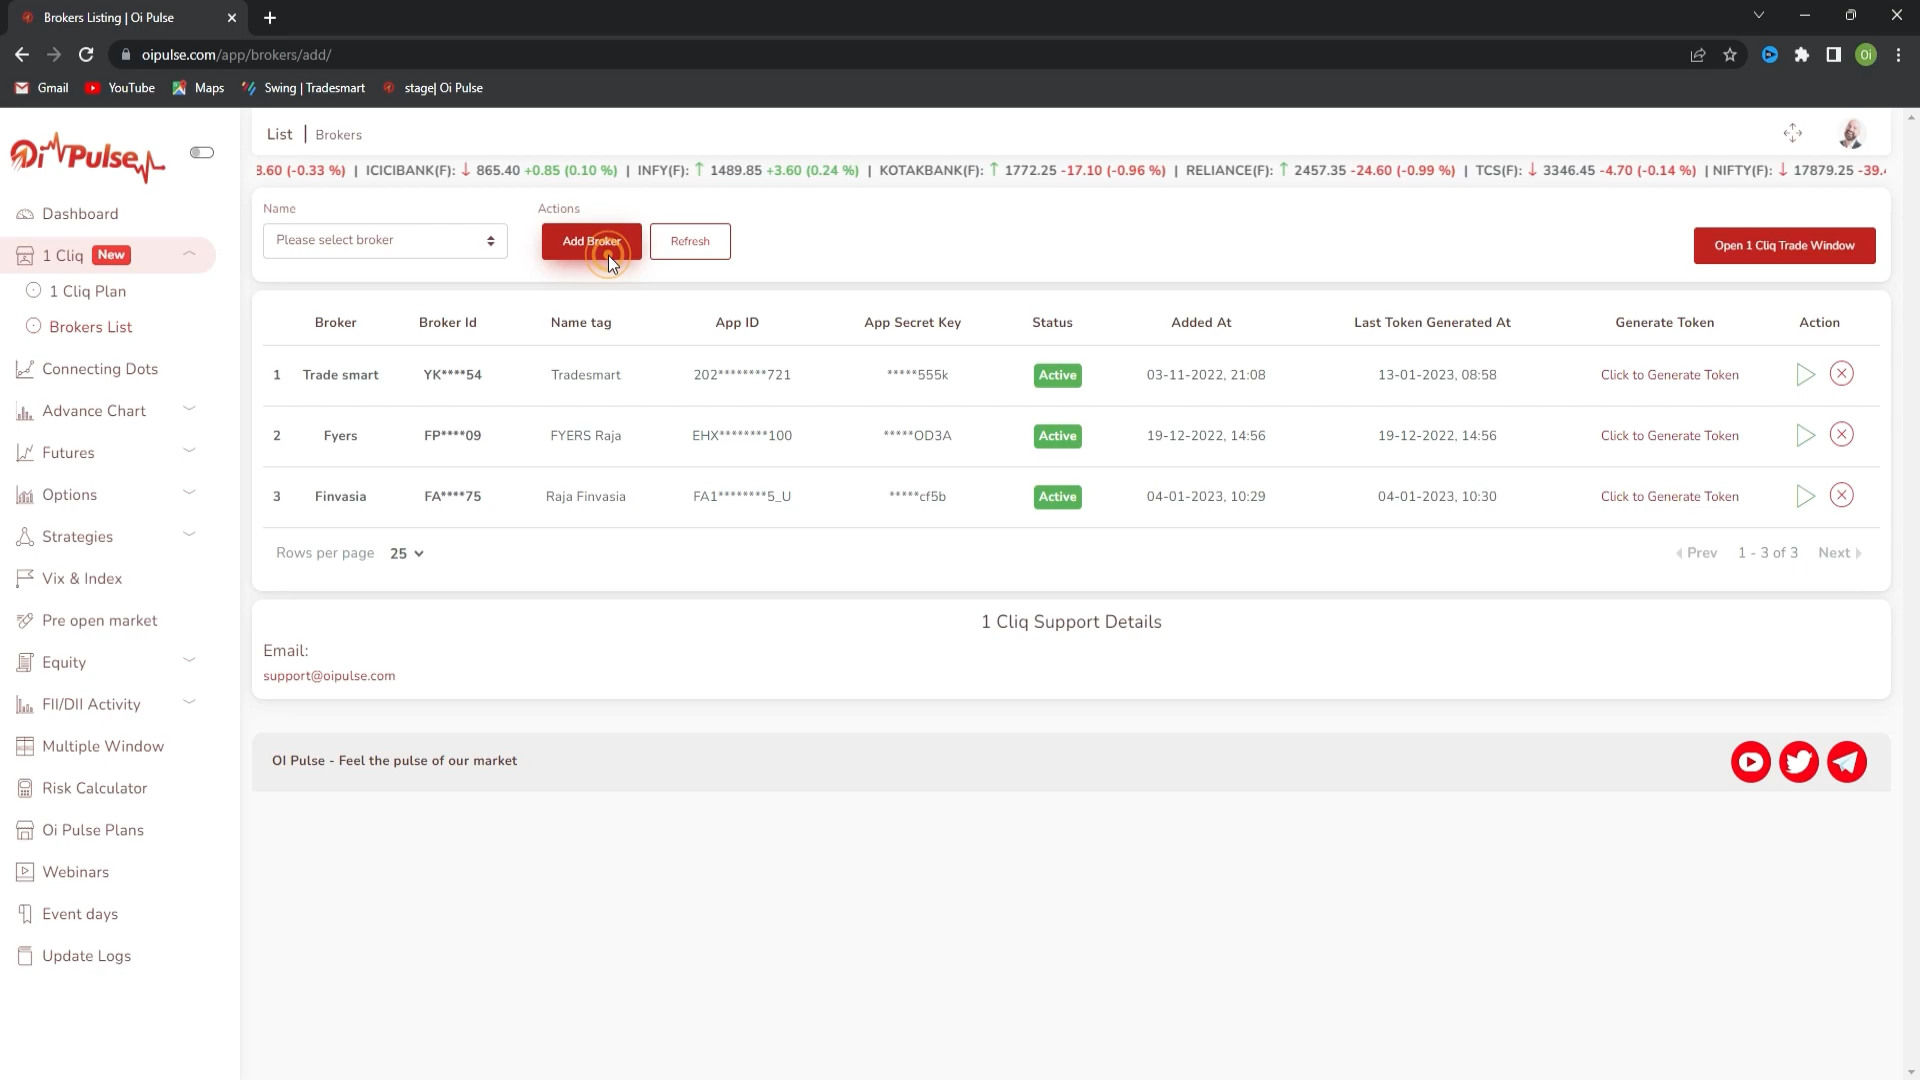 Brokers Listing | Oi Pulse
oipulse.com/app/brokers/add/
Oi
Gmail YouTube Maps Swing | Tradesmart stage| Oi Pulse
Oi Pulse
List | Brokers
3.60 (-0.33 %) | ICICIBANK(F): ↓ 865.40 +0.85 (0.10 %) | INFY(F): ↑ 1489.85 +3.60 (0.24 %) | KOTAKBANK(F): ↑ 1772.25 -17.10 (-0.96 %) | RELIANCE(F): ↑ 2457.35 -24.60 (-0.99 %) | TCS(F): ↓ 3346.45 -4.70 (-0.14 %) | NIFTY(F): ↓ 17879.25 -39.
Name Actions
Please select broker Add Broker Refresh Open 1 Cliq Trade Window
Dashboard
1 Cliq New
1 Cliq Plan
Brokers List
Connecting Dots
Advance Chart
Futures
Options
Strategies
Vix & Index
Pre open market
Equity
FII/DII Activity
Multiple Window
Risk Calculator
Oi Pulse Plans
Webinars
Event days
Update Logs
Broker Broker Id Name tag App ID App Secret Key Status Added At Last Token Generated At Generate Token Action
1 Trade smart YK****54 Tradesmart 202********721 *****555k Active 03-11-2022, 21:08 13-01-2023, 08:58 Click to Generate Token
2 Fyers FP****09 FYERS Raja EHX********100 *****OD3A Active 19-12-2022, 14:56 19-12-2022, 14:56 Click to Generate Token
3 Finvasia FA****75 Raja Finvasia FA1********5_U *****cf5b Active 04-01-2023, 10:29 04-01-2023, 10:30 Click to Generate Token
Rows per page 25 Prev 1 - 3 of 3 Next
1 Cliq Support Details
Email:
support@oipulse.com
OI Pulse - Feel the pulse of our market